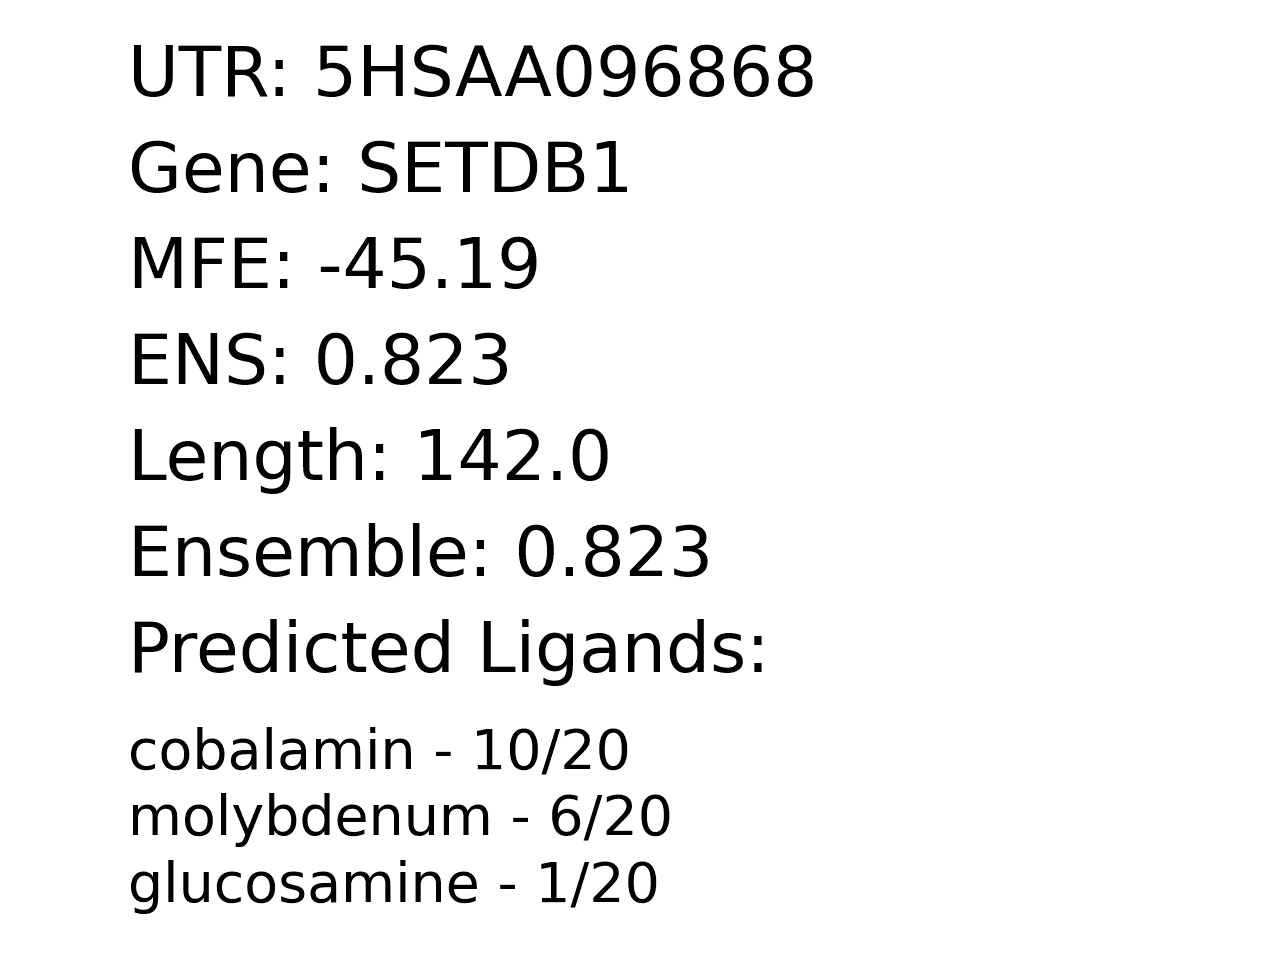 UTR: 5HSAA096868
Gene: SETDB1
MFE: -45.19
ENS: 0.823
Length: 142.0
Ensemble: 0.823
Predicted Ligands:
cobalamin - 10/20
molybdenum - 6/20
glucosamine - 1/20